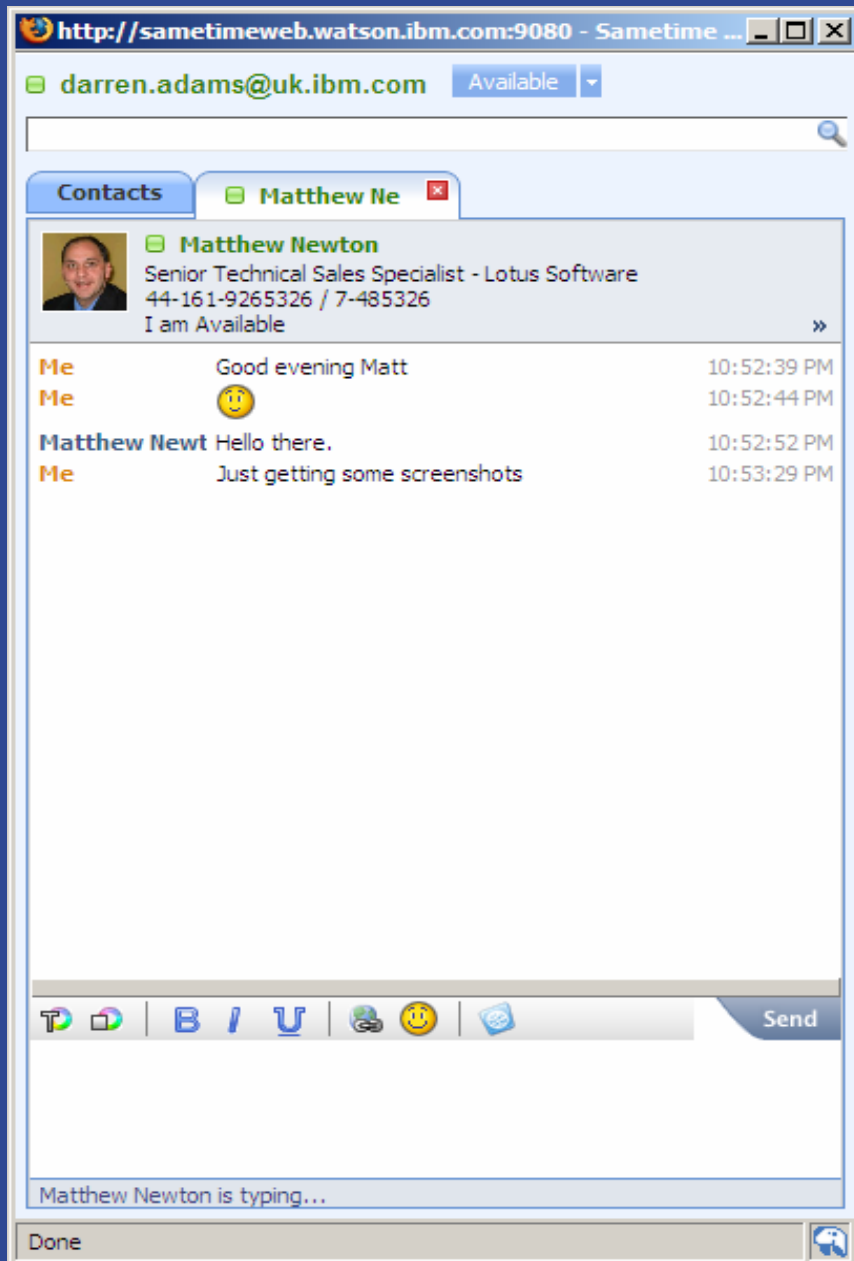 http://sametimeweb.watson.ibm.com:9080 - Sametime ...
darren.adams@uk.ibm.com Available
Contacts Matthew Ne
Matthew Newton
Senior Technical Sales Specialist - Lotus Software
44-161-9265326 / 7-485326
I am Available »
Me Good evening Matt 10:52:39 PM
Me 10:52:44 PM
Matthew Newt Hello there. 10:52:52 PM
Me Just getting some screenshots 10:53:29 PM
T B I U Send
Matthew Newton is typing...
Done